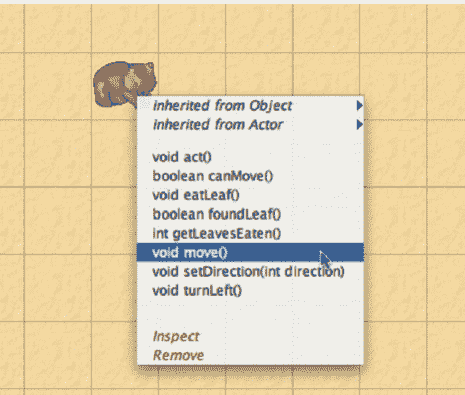 inherited from Object
inherited from Actor
void act()
boolean canMove()
void eatLeaf()
boolean foundLeaf()
int getLeavesEaten()
void move()
void setDirection(int direction)
void turnLeft()
Inspect
Remove